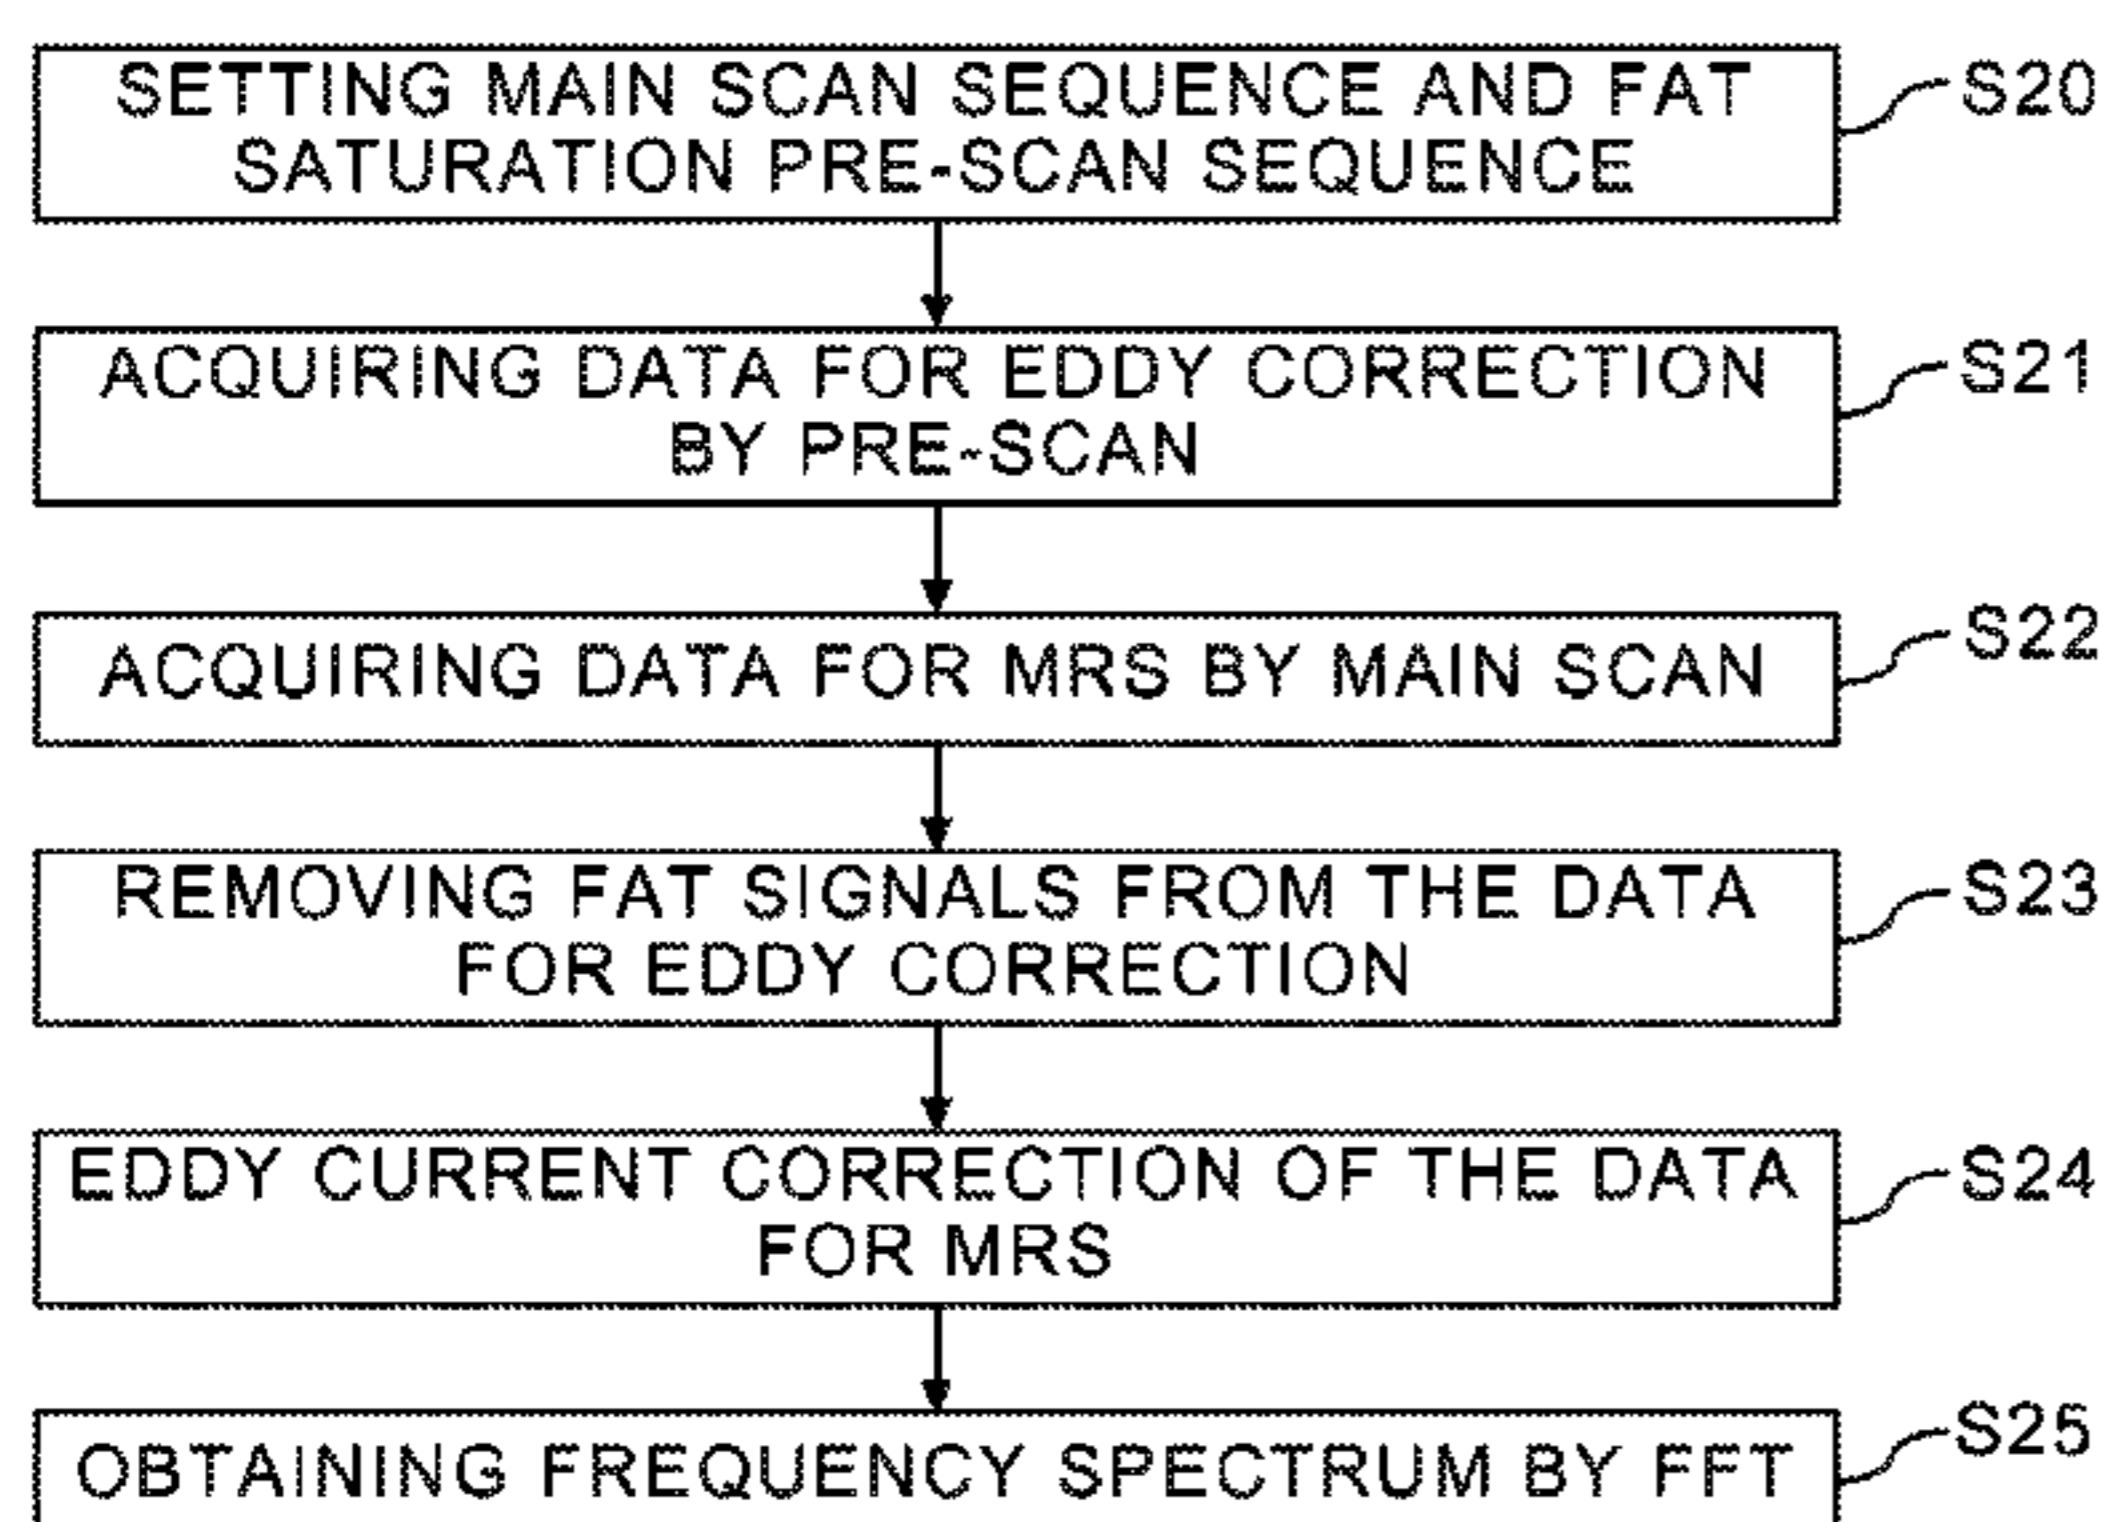 SETTING MAIN SCAN SEQUENCE AND FAT
SATURATION PRE-SCAN SEQUENCE
S20
ACQUIRING DATA FOR EDDY CORRECTION
BY PRE-SCAN
S21
ACQUIRING DATA FOR MRS BY MAIN SCAN
S22
REMOVING FAT SIGNALS FROM THE DATA
FOR EDDY CORRECTION
S23
EDDY CURRENT CORRECTION OF THE DATA
FOR MRS
S24
OBTAINING FREQUENCY SPECTRUM BY FFT
S25